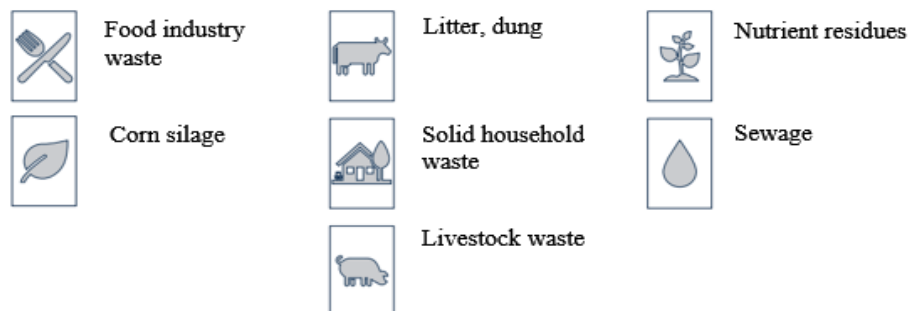 Food industry
waste
Litter, dung
Nutrient residues
Corn silage
Solid household
waste
Sewage
Livestock waste